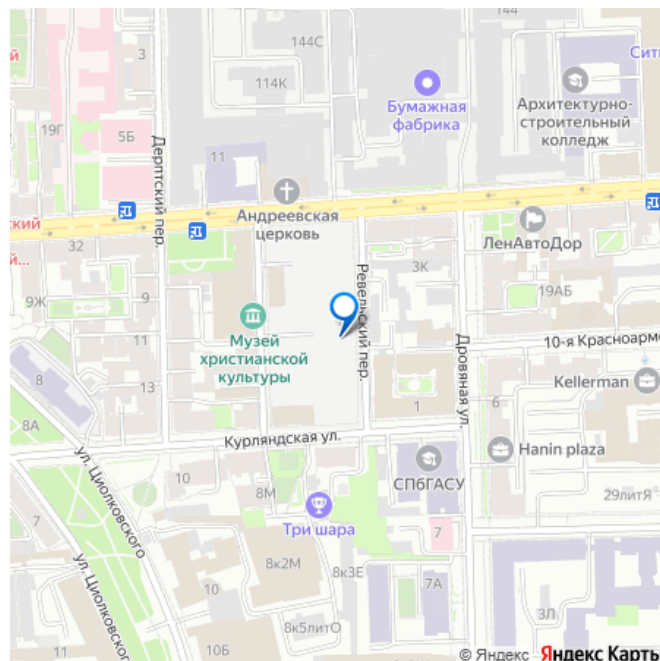 144
144С
3
114К
Бумажная
фабрика
Сити
Архитектурно-
строительный
колледж
19Г
5Б
Дерптский пер.
11
Андреевская
церковь
32
9Ж
9
11
13
8
8А
Музей
христианской
культуры
Ревельский пер.
3К
ЛенАвтоДор
19АБ
Дровяная ул.
10-я Красноарм
Kellerman
1
6
Курляндская ул.
Hanin plaza
СПбГАСУ
ул. Циолковского
10
10
8М
Три шара
29литЯ
7
7
8к2М
8к3Е
7А
ул. Циолковского
10Б
8к5литО
3Л
© Яндекс Яндекс Карты